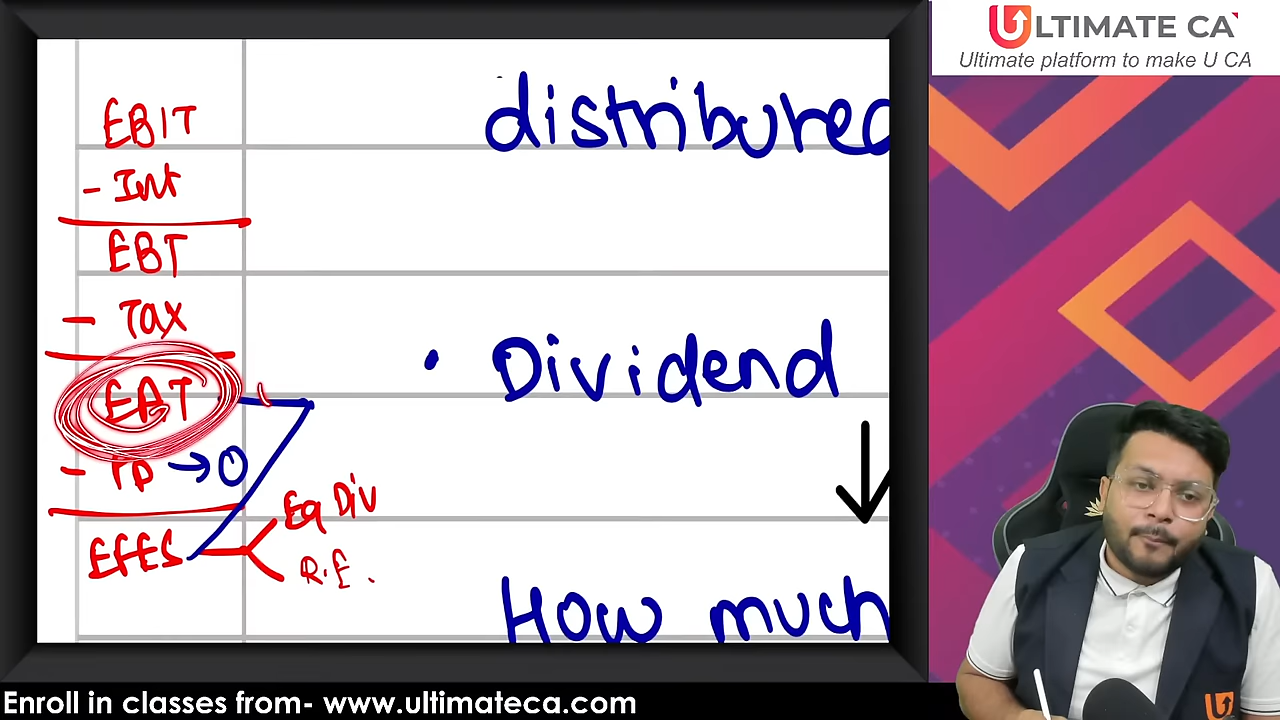 EBIT
- Int
EBT
- Tax
EAT
- PD → 0
EFES
Eq Div
R.E.
distributed
• Dividend
How much
ULTIMATE CA
Ultimate platform to make U CA
Enroll in classes from- www.ultimateca.com